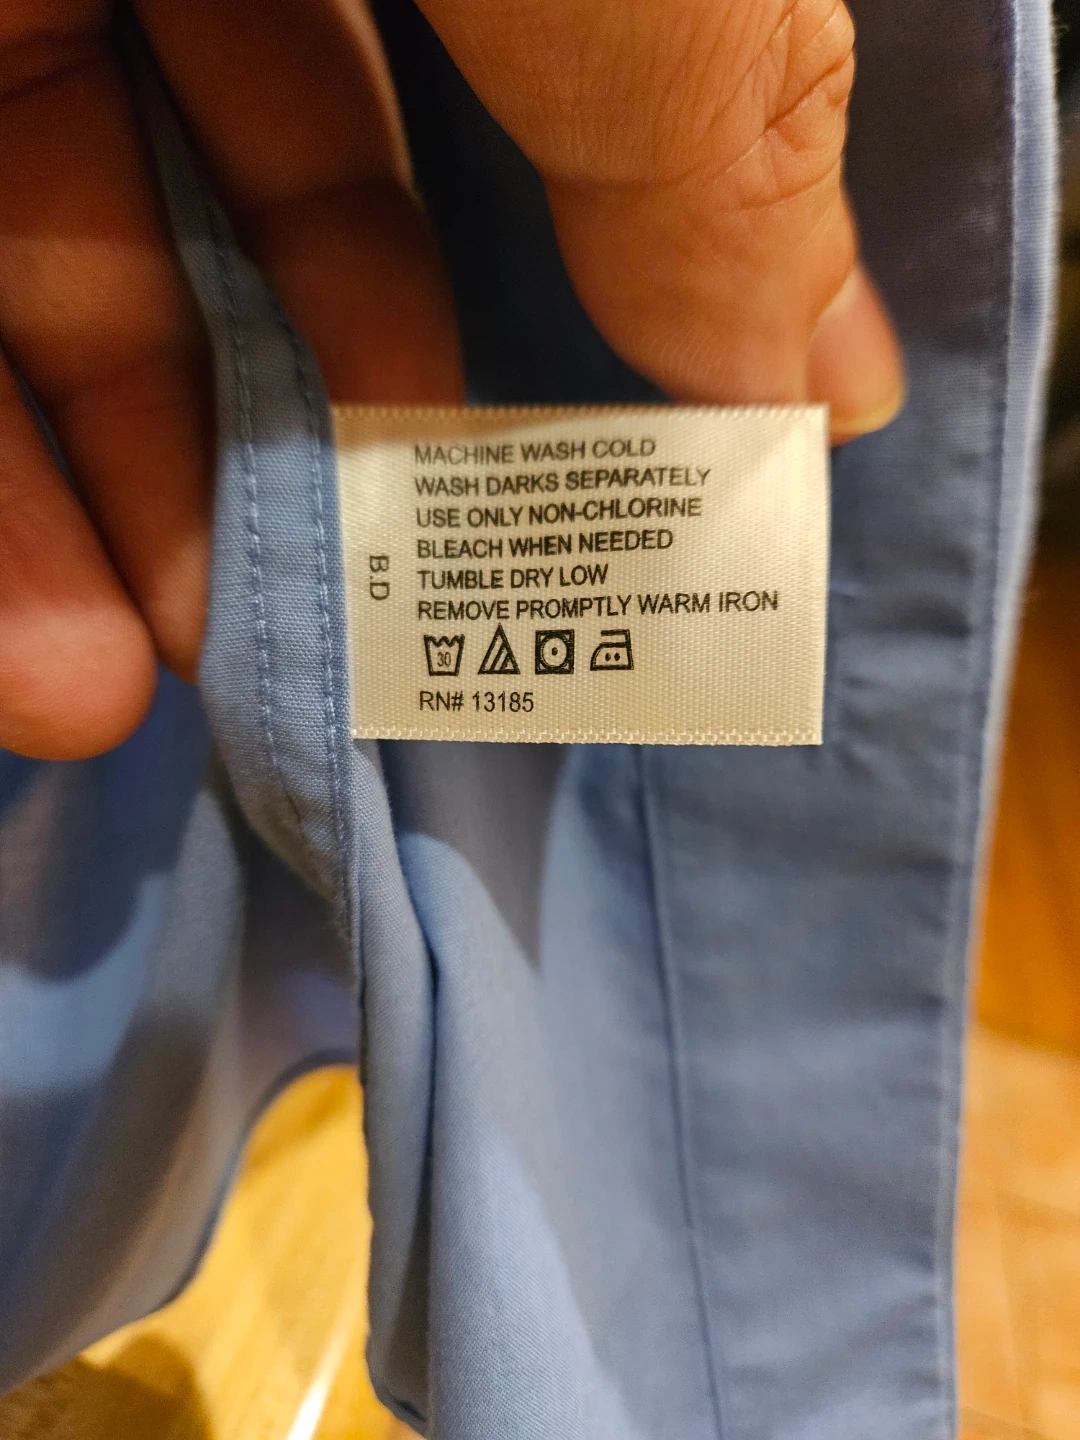 MACHINE WASH COLD
WASH DARKS SEPARATELY
USE ONLY NON-CHLORINE
BLEACH WHEN NEEDED
TUMBLE DRY LOW
REMOVE PROMPTLY WARM IRON
30
RN# 13185
B.D